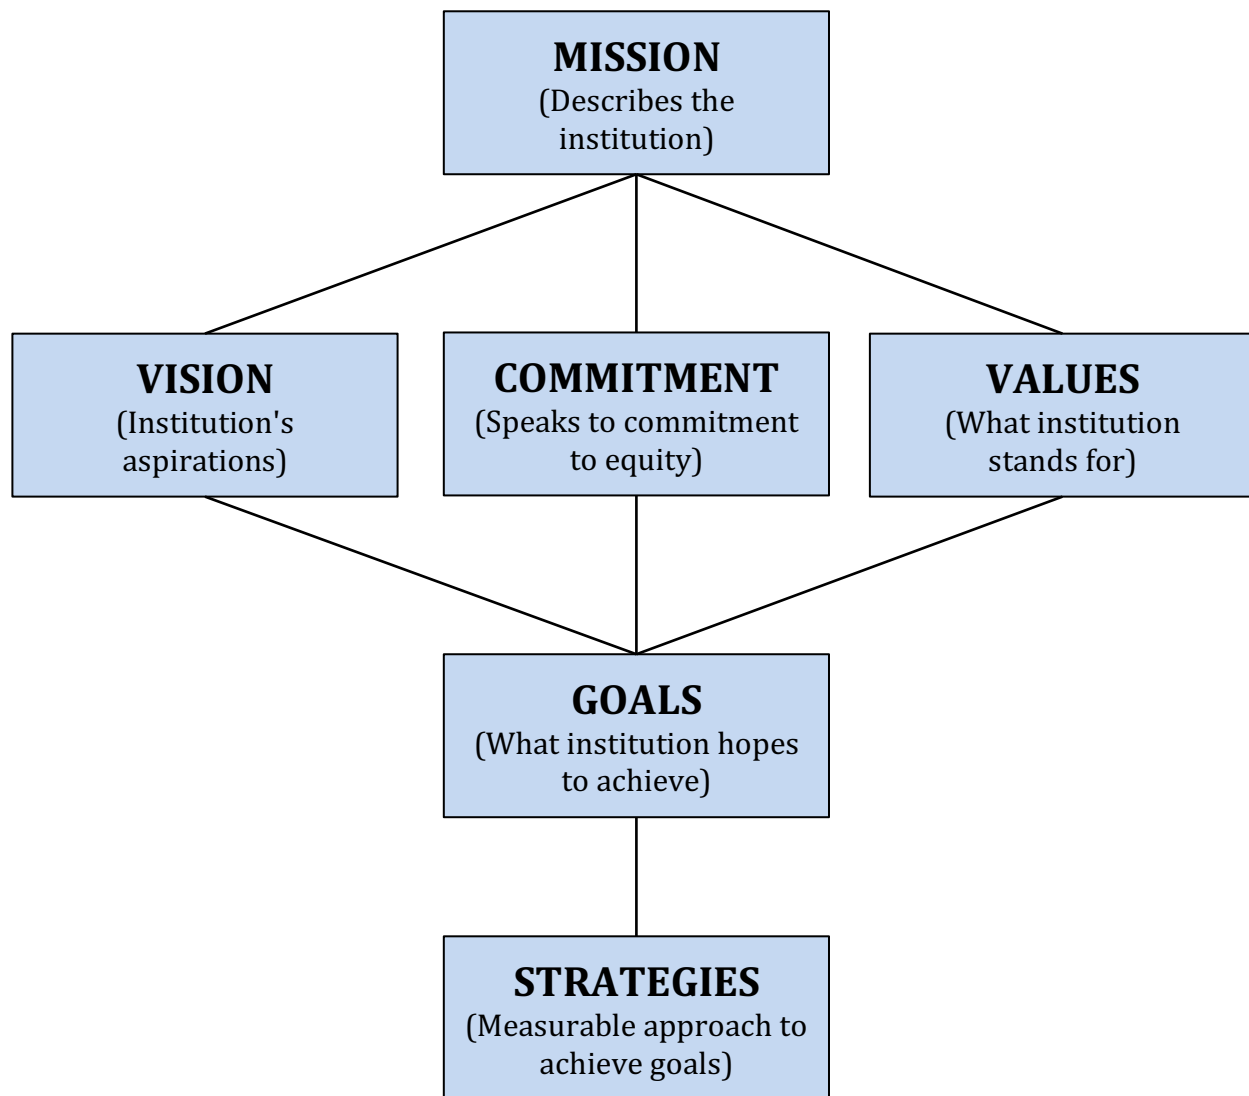 MISSION
(Describes the
institution)
VISION
(Institution's
aspirations)
COMMITMENT
(Speaks to commitment
to equity)
VALUES
(What institution
stands for)
GOALS
(What institution hopes
to achieve)
STRATEGIES
(Measurable approach to
achieve goals)